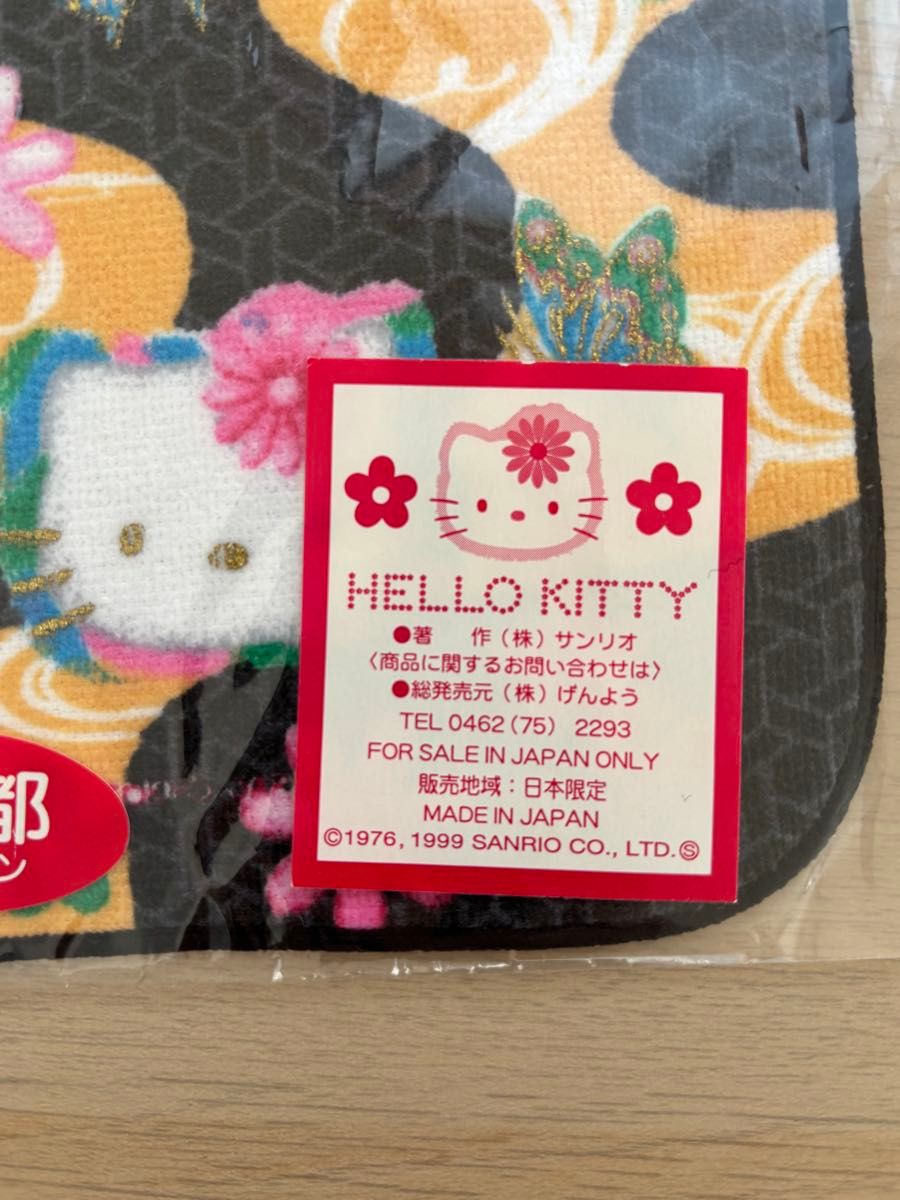 HELLO KITTY
●著 作(株)サンリオ
〈商品に関するお問い合わせは〉
●総発売元(株)げんよう
TEL 0462(75) 2293
FOR SALE IN JAPAN ONLY
販売地域:日本限定
MADE IN JAPAN
©1976, 1999 SANRIO CO., LTD.Ⓢ
都
ン